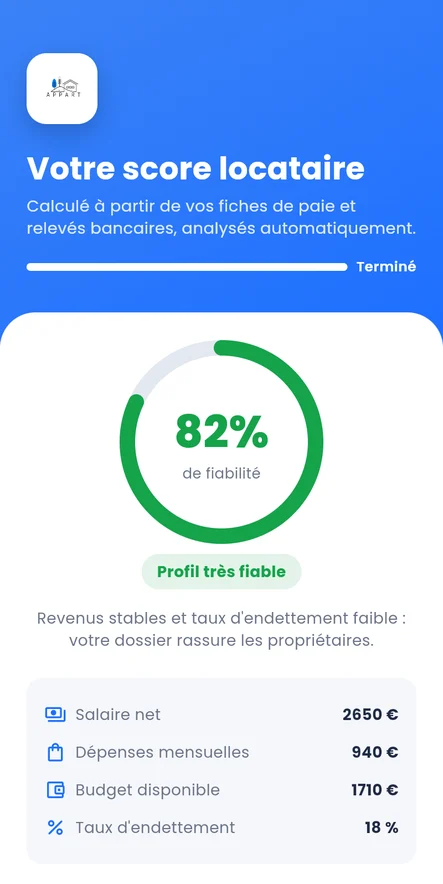 APPART
Votre score locataire
Calculé à partir de vos fiches de paie et
relevés bancaires, analysés automatiquement.
Terminé
82%
de fiabilité
Profil très fiable
Revenus stables et taux d'endettement faible :
votre dossier rassure les propriétaires.
Salaire net 2650 €
Dépenses mensuelles 940 €
Budget disponible 1710 €
Taux d'endettement 18 %